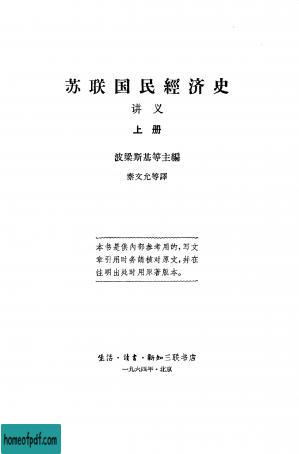 苏联国民經济史
讲义
上册
波梁斯基等主編
秦文允等譯
本书是供内部参考用的，写文
章引用时务請核对原文，并在
注明出处时用原著版本。
生活·讀書·新知三联书店
一九六四年·北京
homeofpdf.com